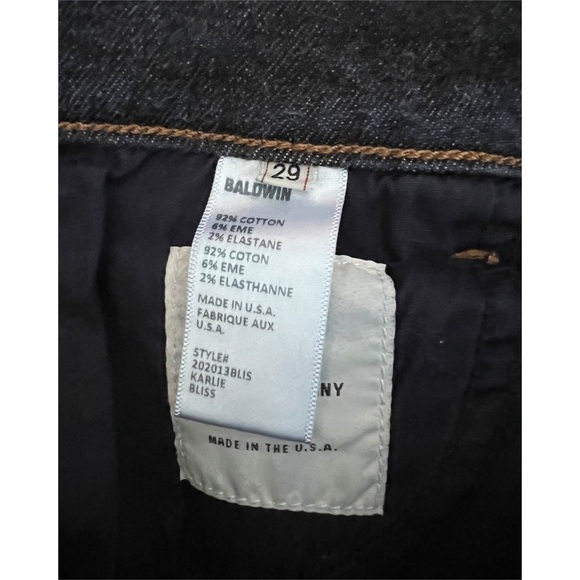 29
BALDWIN
92% COTTON
6% EME
2% ELASTANE
92% COTON
6% EME
2% ELASTHANNE
MADE IN U.S.A.
FABRIQUE AUX
U.S.A.
STYLE#
202013BLIS
KARLIE
BLISS
NY
MADE IN THE U.S.A.